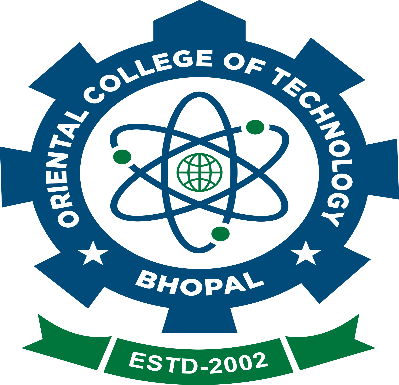 ORIENTAL COLLEGE OF TECHNOLOGY
BHOPAL
ESTD-2002